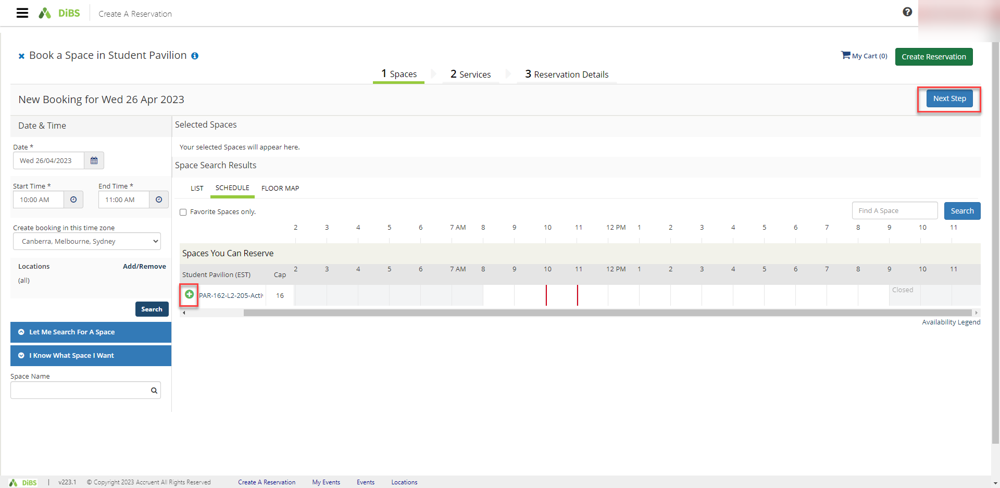 DiBS
Create A Reservation
Book a Space in Student Pavilion
My Cart (0)
Create Reservation
1 Spaces
2 Services
3 Reservation Details
New Booking for Wed 26 Apr 2023
Next Step
Date & Time
Date *
Wed 26/04/2023
Start Time *
End Time *
10:00 AM
11:00 AM
Create booking in this time zone
Canberra, Melbourne, Sydney
Locations
Add/Remove
(all)
Search
Let Me Search For A Space
I Know What Space I Want
Space Name
Selected Spaces
Your selected Spaces will appear here.
Space Search Results
LIST
SCHEDULE
FLOOR MAP
Favorite Spaces only.
Find A Space
Search
2 3 4 5 6 7 AM 8 9 10 11 12 PM 1 2 3 4 5 6 7 8 9 10 11
Spaces You Can Reserve
Student Pavilion (EST) Cap 2 3 4 5 6 7 AM 8 9 10 11 12 PM 1 2 3 4 5 6 7 8 9 10 11
PAR-162-L2-205-Activ 16 Closed
Availability Legend
DiBS | v223.1 © Copyright 2023 Accruent All Rights Reserved Create A Reservation My Events Events Locations